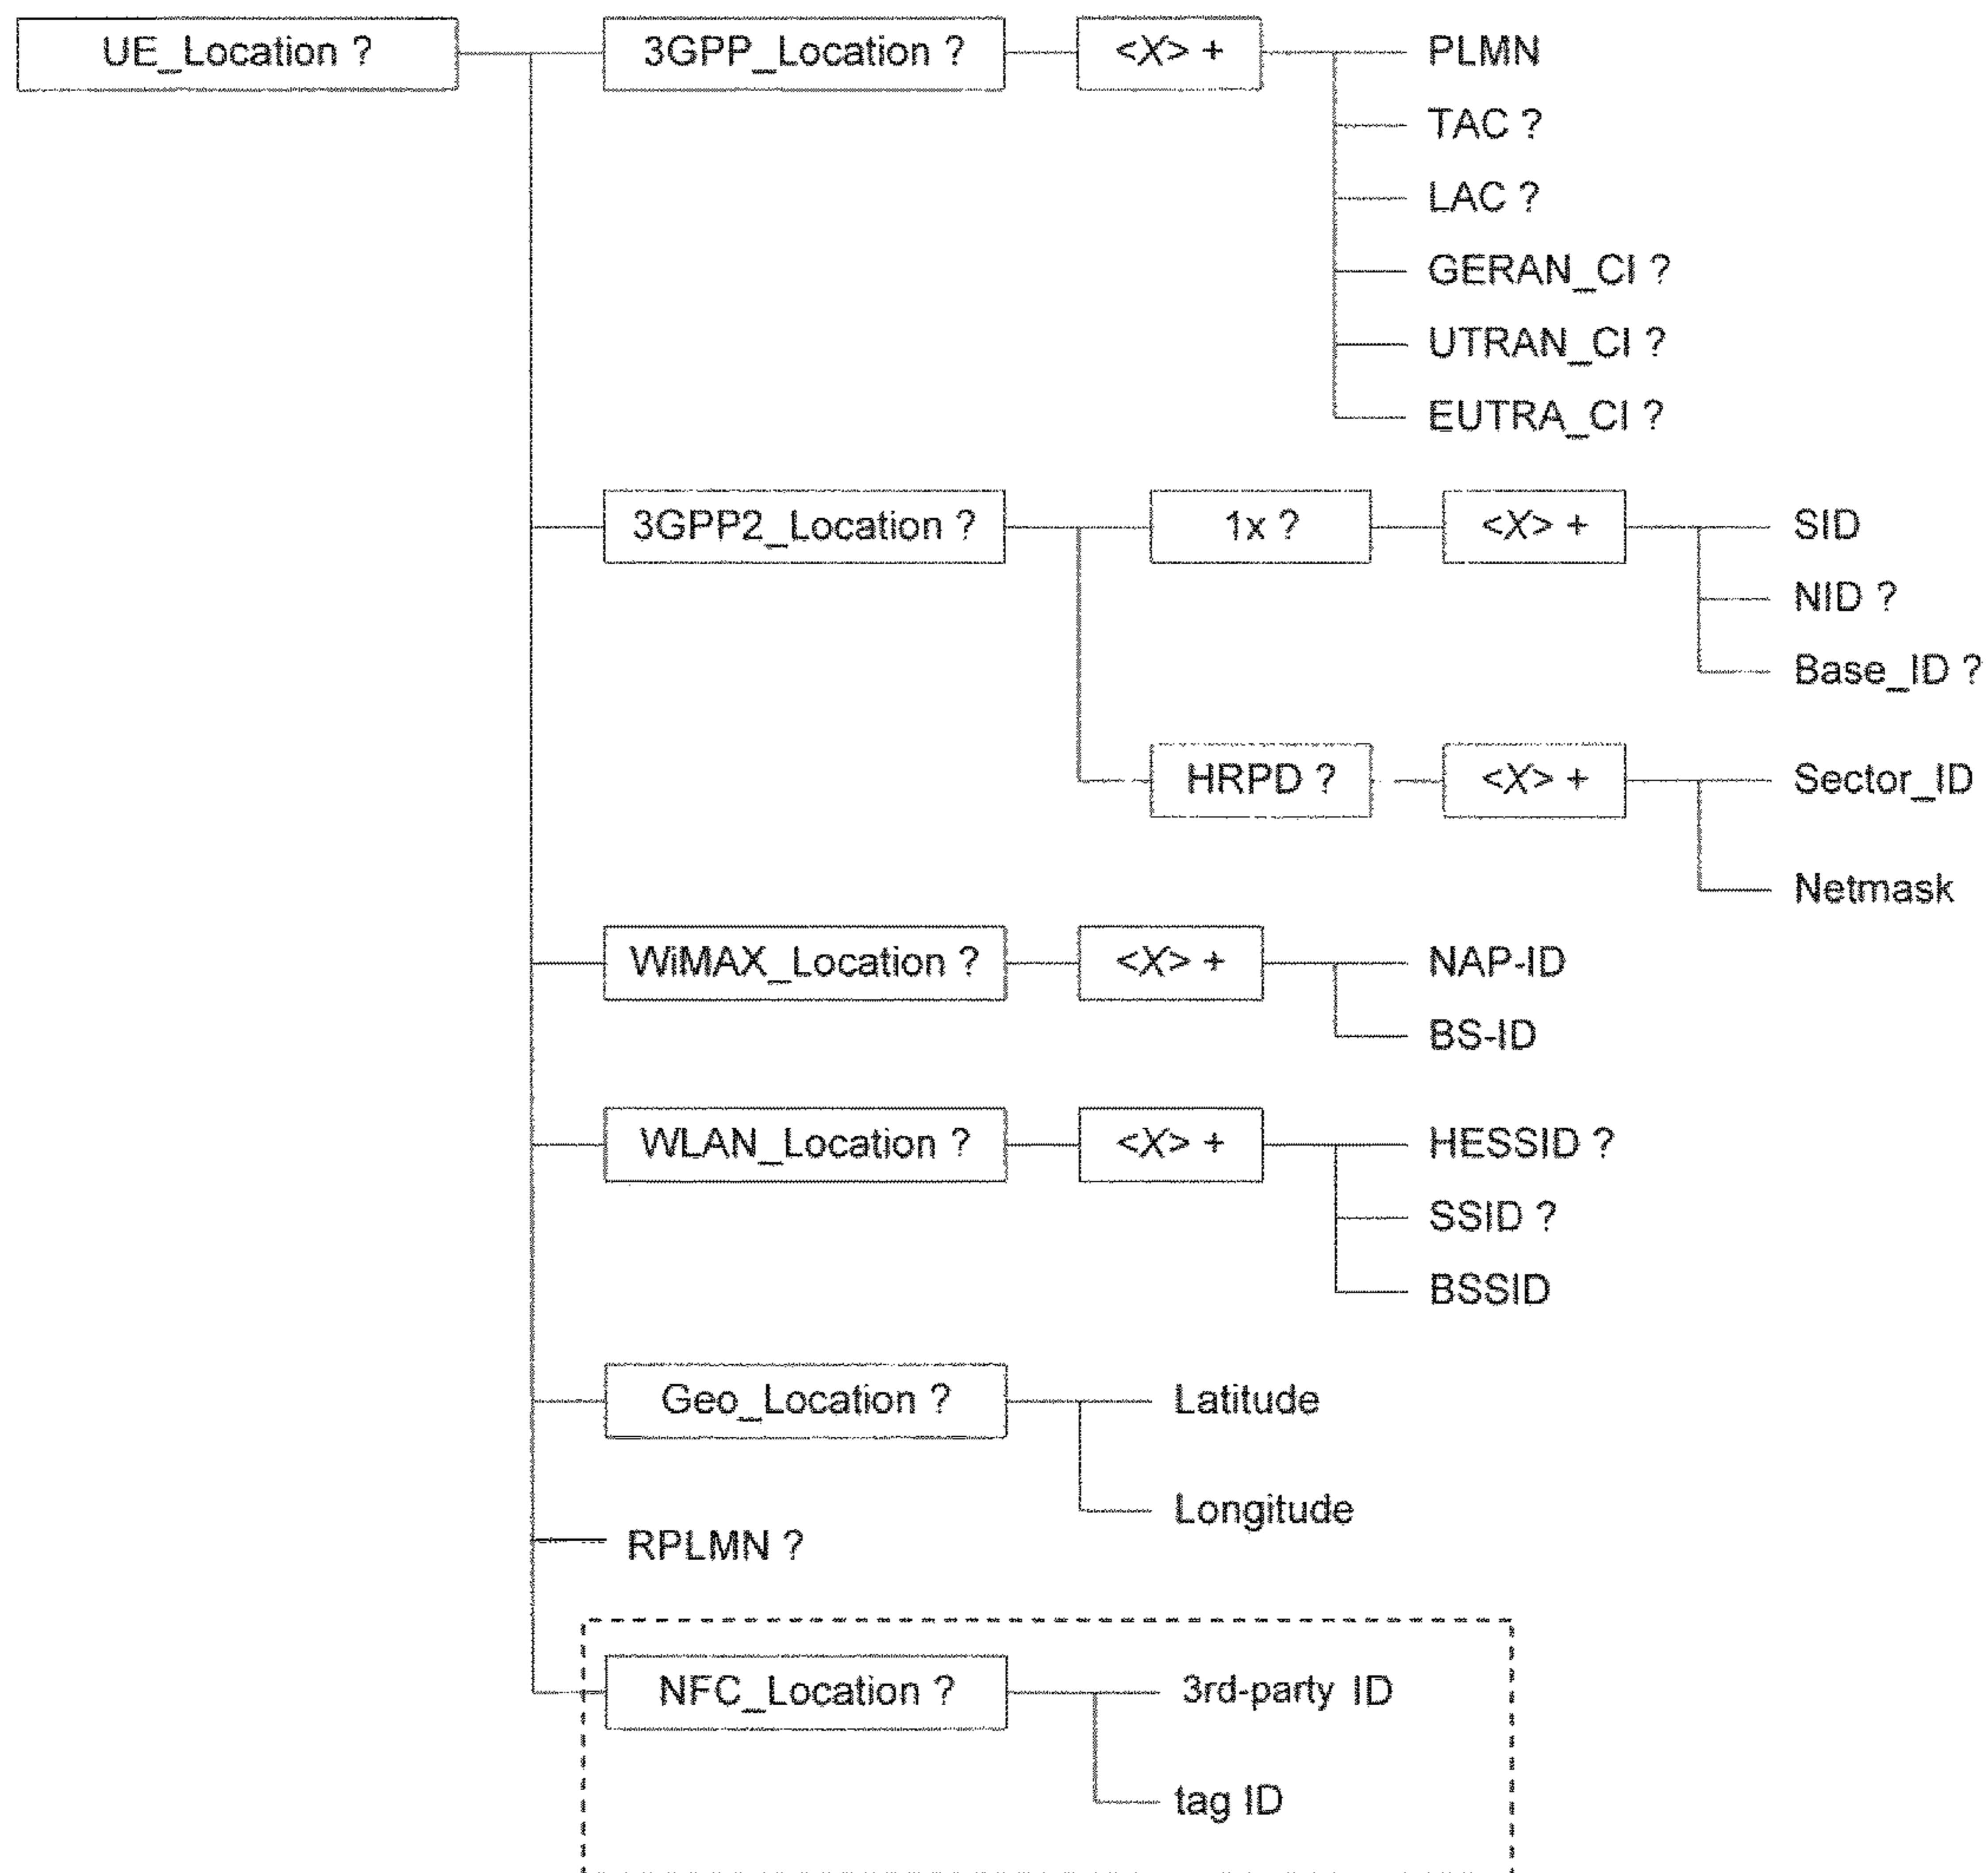 UE_Location ? 3GPP_Location ? <X> + PLMN
TAC ?
LAC ?
GERAN_CI ?
UTRAN_CI ?
EUTRA_CI ?
3GPP2_Location ? 1x ? <X> + SID
NID ?
Base_ID ?
HRPD ? <X> + Sector_ID
Netmask
WiMAX_Location ? <X> + NAP-ID
BS-ID
WLAN_Location ? <X> + HESSID ?
SSID ?
BSSID
Geo_Location ? Latitude
Longitude
RPLMN ?
NFC_Location ? 3rd-party ID
tag ID